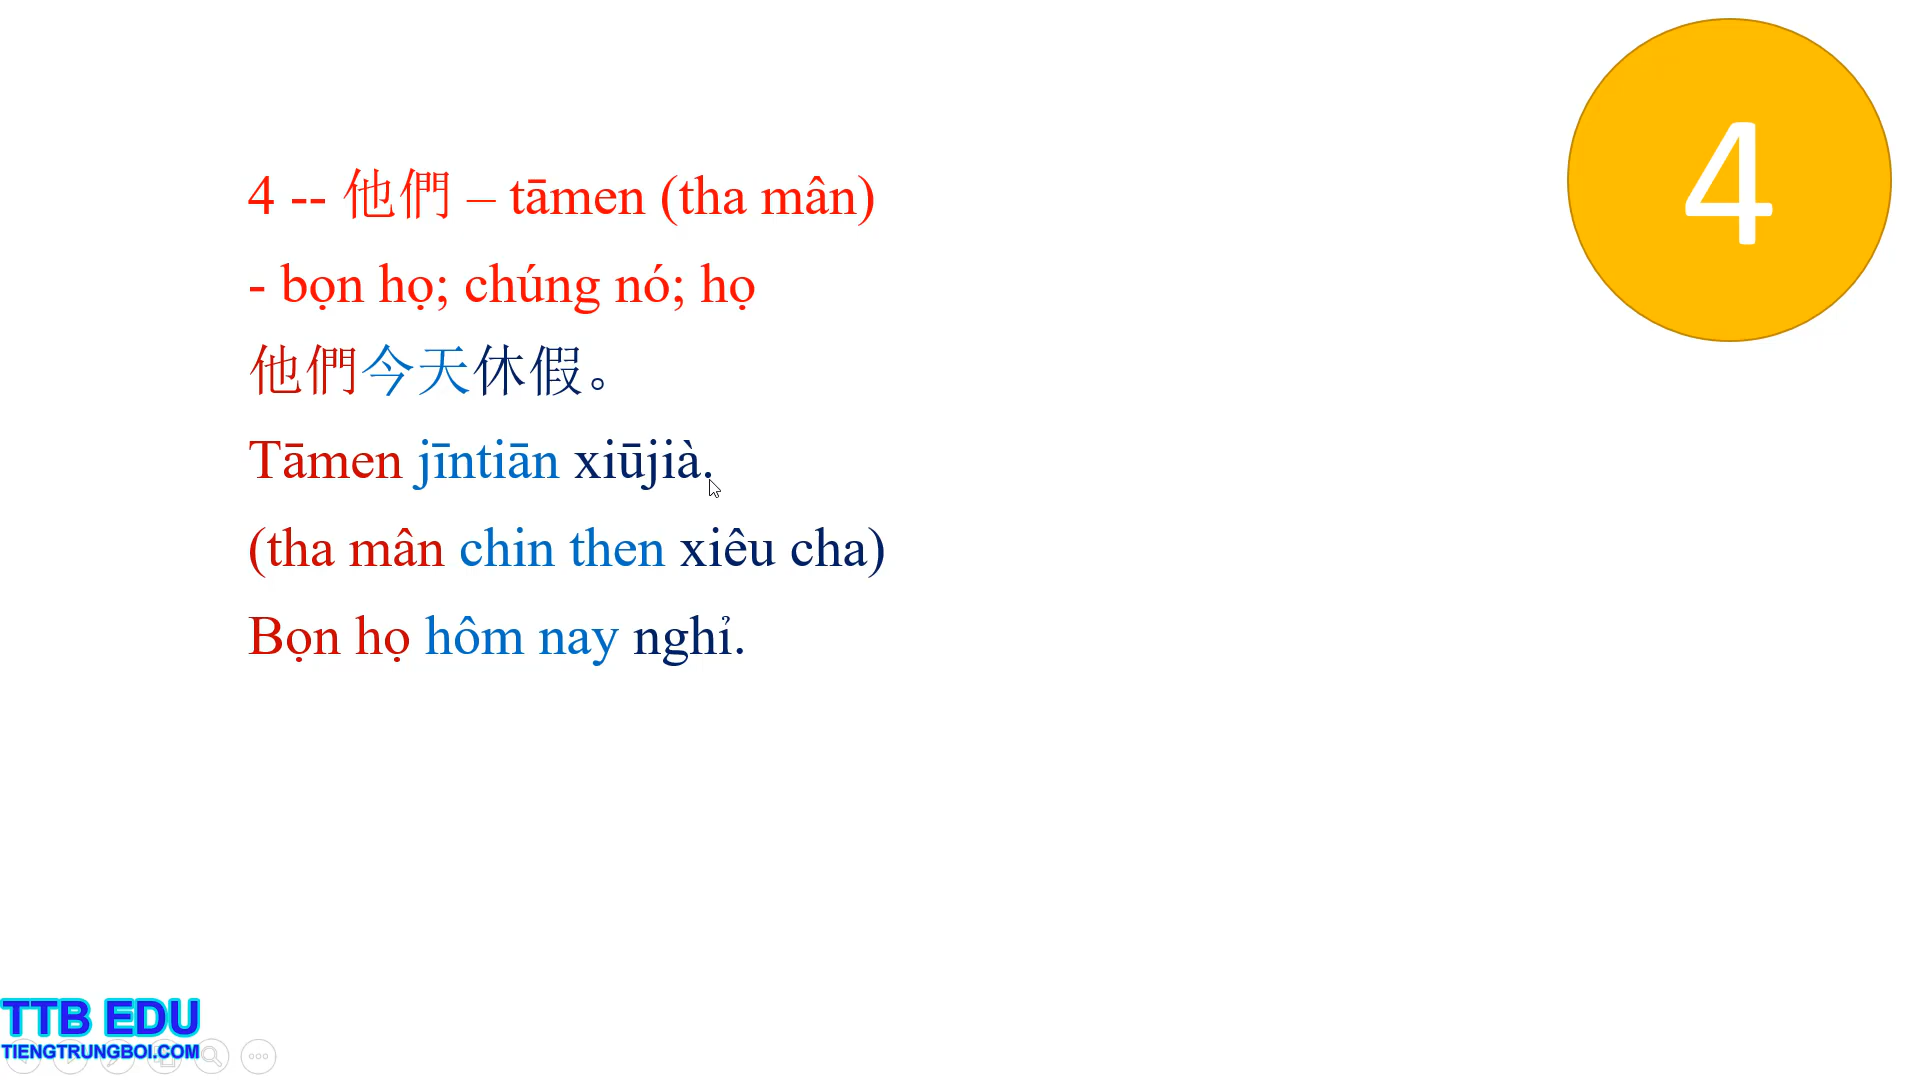 4
4 -- 他們 – tāmen (tha mân)
- bọn họ; chúng nó; họ
他們今天休假。
Tāmen jīntiān xiūjià.
(tha mân chin then xiêu cha)
Bọn họ hôm nay nghỉ.
TTB EDU
TIENGTRUNGBOI.COM